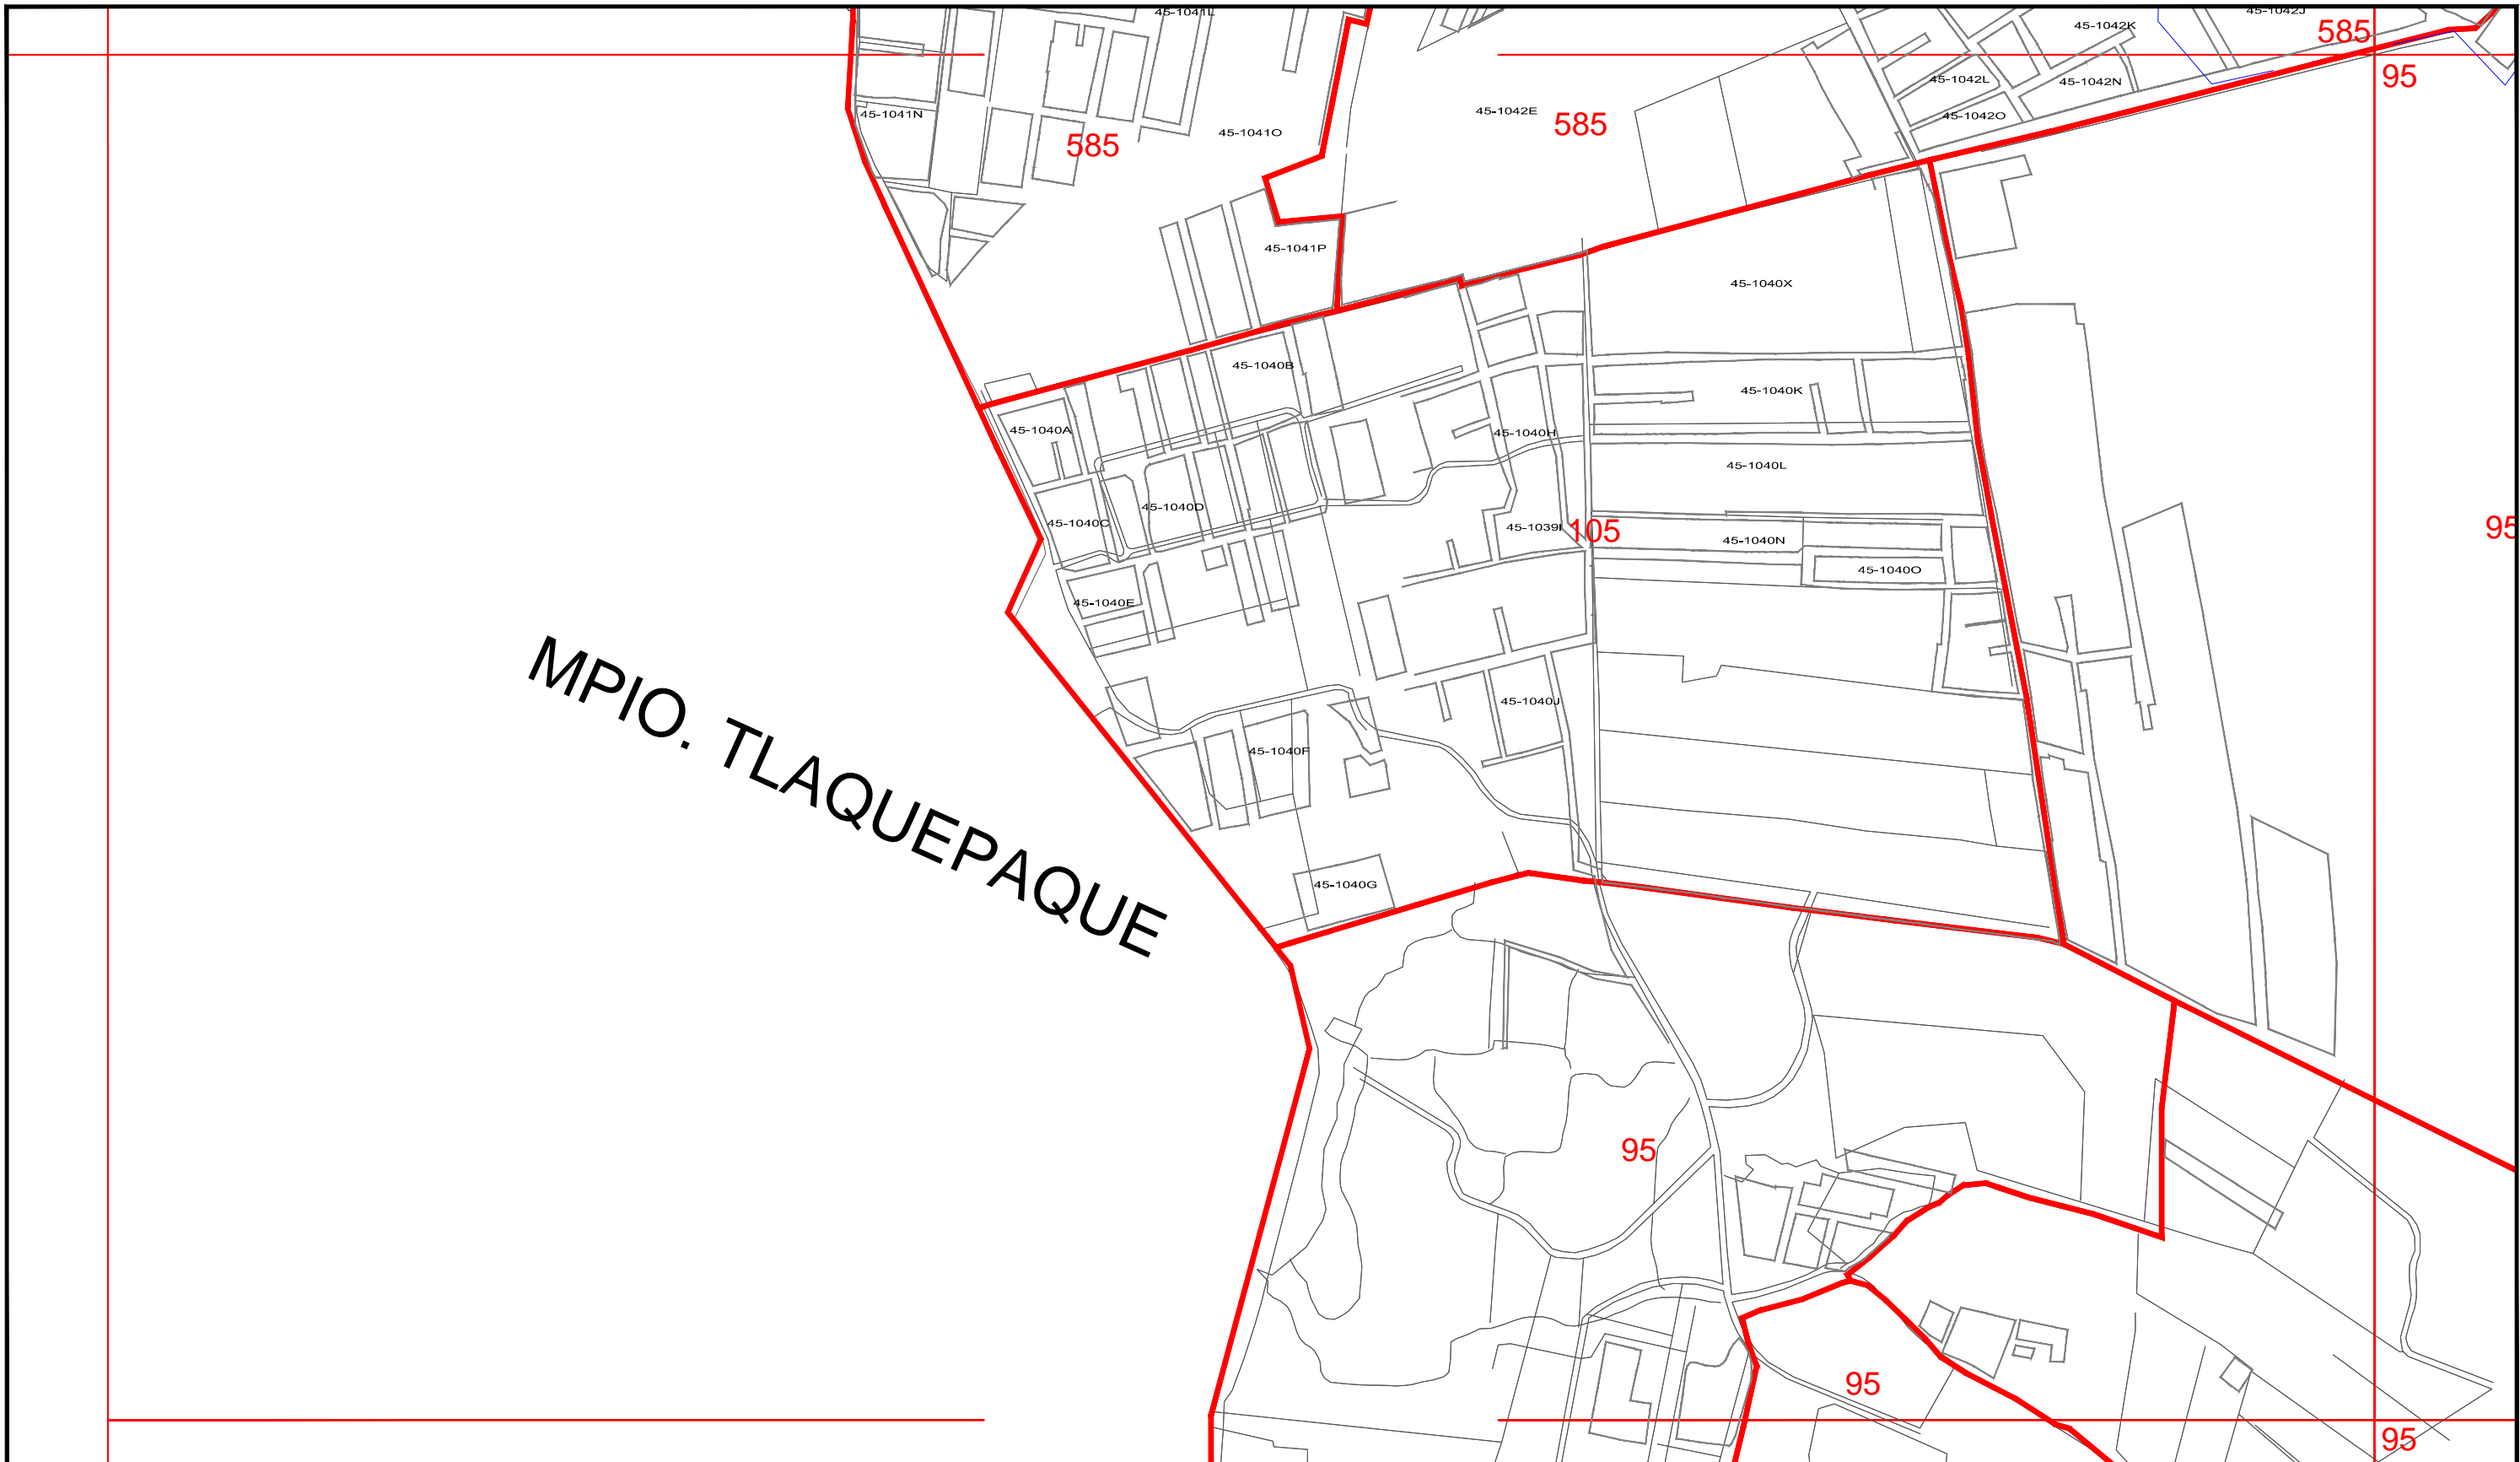 45-1041L
45-1042J
45-1042K
585
95
45-1042L
45-1042N
45-1041N
45-1042E
45-1042O
585
45-1041O
585
45-1041P
45-1040X
45-1040B
45-1040K
45-1040A
45-1040H
45-1040L
45-1040D
45-1040C
45-1039I
105
95
45-1040N
45-1040O
45-1040E
MPIO. TLAQUEPAQUE
45-1040J
45-1040F
45-1040G
95
95
95